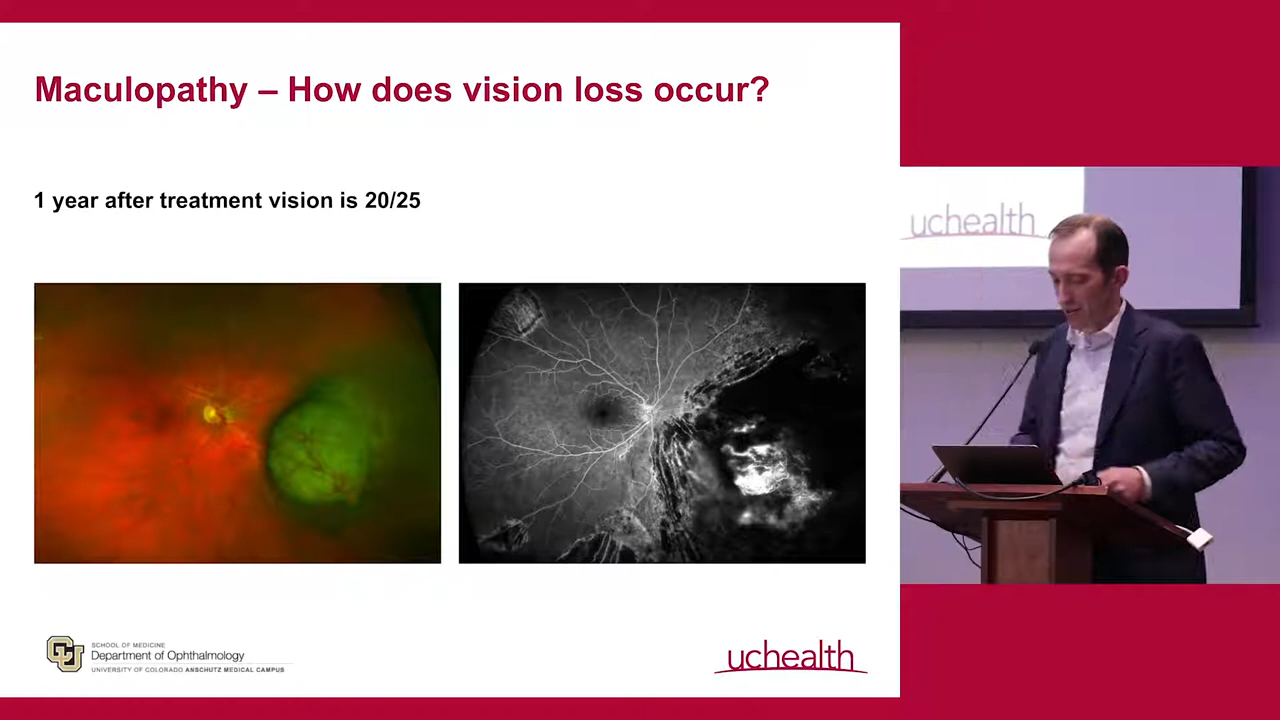 Maculopathy – How does vision loss occur?
1 year after treatment vision is 20/25
uchealth
SCHOOL OF MEDICINE
Department of Ophthalmology
UNIVERSITY OF COLORADO ANSCHUTZ MEDICAL CAMPUS
uchealth